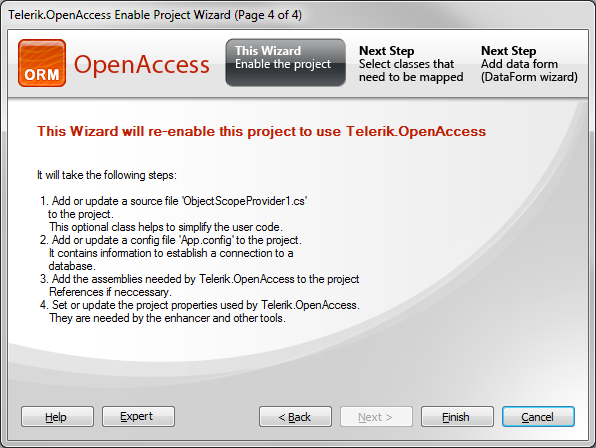 Telerik.OpenAccess Enable Project Wizard (Page 4 of 4)
ORM
OpenAccess
This Wizard
Enable the project
Next Step
Select classes that
need to be mapped
Next Step
Add data form
(DataForm wizard)
This Wizard will re-enable this project to use Telerik.OpenAccess
It will take the following steps:
1. Add or update a source file 'ObjectScopeProvider1.cs'
to the project.
This optional class helps to simplify the user code.
2. Add or update a config file 'App.config' to the project.
It contains information to establish a connection to a
database.
3. Add the assemblies needed by Telerik.OpenAccess to the project
References if neccessary.
4. Set or update the project properties used by Telerik.OpenAccess.
They are needed by the enhancer and other tools.
Help
Expert
< Back
Next >
Finish
Cancel